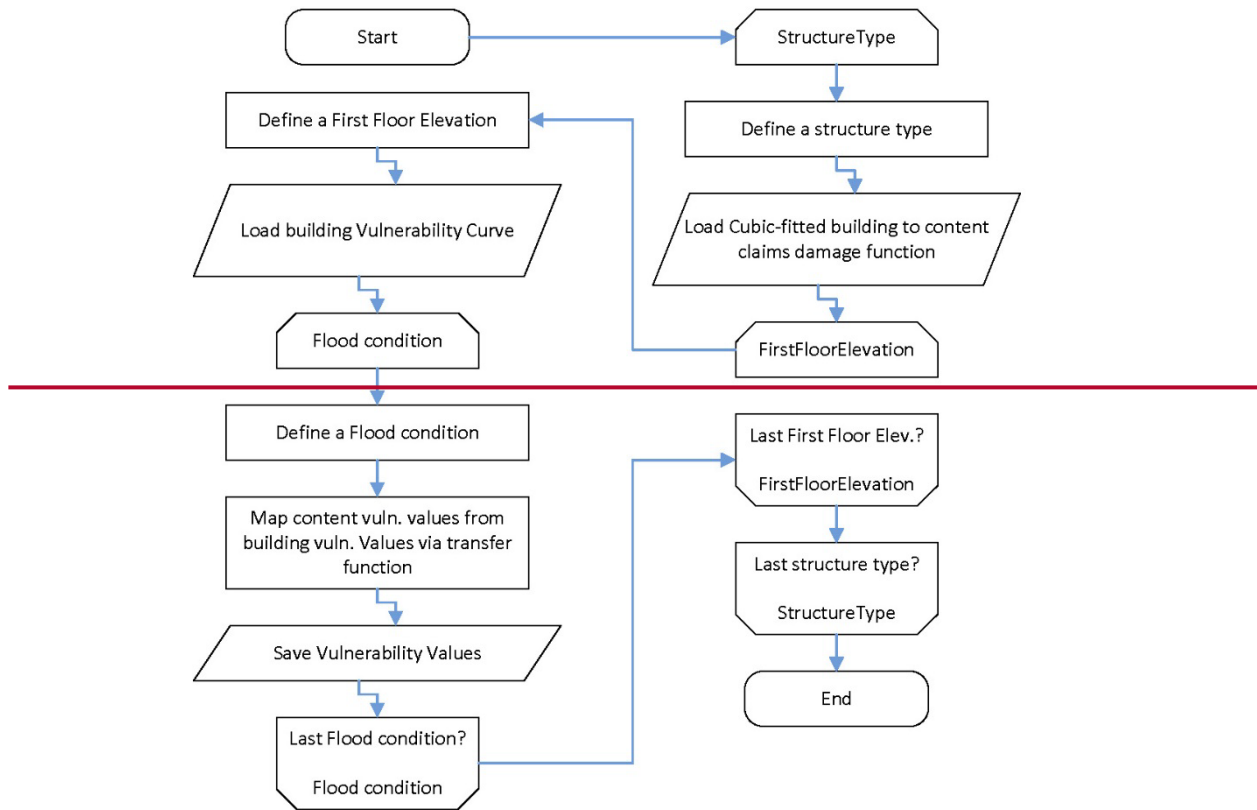 Start
StructureType
Define a First Floor Elevation
Define a structure type
Load building Vulnerability Curve
Load Cubic-fitted building to content
claims damage function
Flood condition
FirstFloorElevation
Define a Flood condition
Last First Floor Elev.?
FirstFloorElevation
Map content vuln. values from
building vuln. Values via transfer
function
Last structure type?
StructureType
Save Vulnerability Values
End
Last Flood condition?
Flood condition